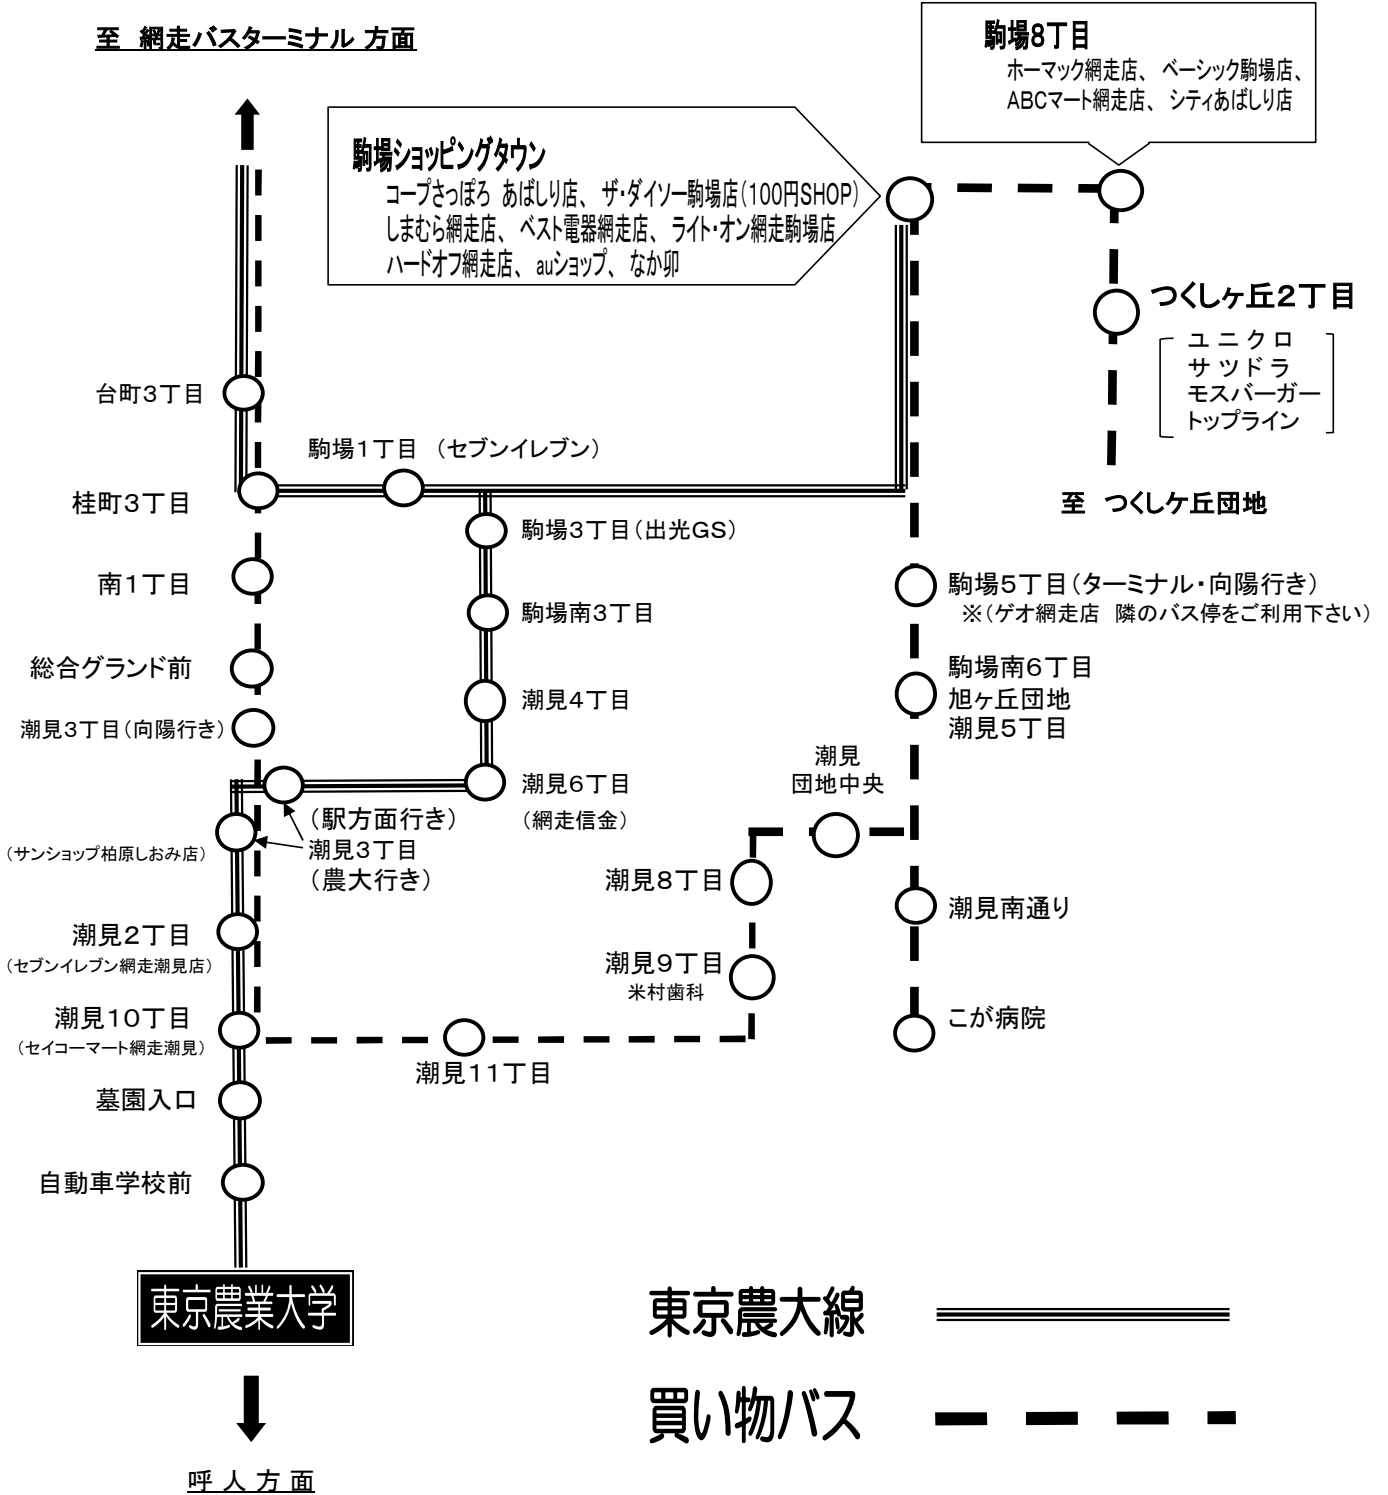 至　網走バスターミナル 方面
駒場8丁目
ホーマック網走店、 ベーシック駒場店、
ABCマート網走店、 シティあばしり店
駒場ショッピングタウン
コープさっぽろ あばしり店、 ザ・ダイソー駒場店（100円SHOP）
しまむら網走店、 ベスト電器網走店、 ライト・オン網走駒場店
ハードオフ網走店、 auショップ、 なか卯
つくしヶ丘２丁目
ユニクロ
サツドラ
モスバーガー
トップライン
至　つくしケ丘団地
台町３丁目
駒場１丁目 （セブンイレブン）
桂町３丁目
駒場３丁目（出光GS）
南１丁目
駒場５丁目（ターミナル・向陽行き）
※（ゲオ網走店　隣のバス停をご利用下さい）
駒場南３丁目
総合グランド前
駒場南６丁目
旭ヶ丘団地
潮見５丁目
潮見４丁目
潮見３丁目（向陽行き）
潮見
団地中央
潮見６丁目
（網走信金）
（駅方面行き）
潮見３丁目
（農大行き）
（サンショップ柏原しおみ店）
潮見８丁目
潮見南通り
潮見２丁目
（セブンイレブン網走潮見店）
潮見９丁目
米村歯科
潮見１０丁目
（セイコーマート網走潮見）
こが病院
潮見１１丁目
墓園入口
自動車学校前
東京農業大学
東京農大線
買い物バス
呼人方面